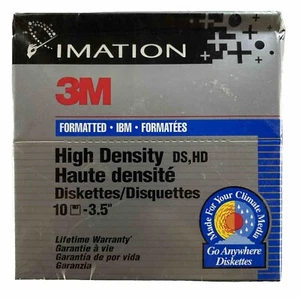 IMATION
3M
FORMATTED • IBM • FORMATÉES
High Density DS,HD
Haute densité
Diskettes/Disquettes
10 -3.5"
Lifetime Warranty*
Garantie à vie
Garantía de por vida
Garanzia
Made For Your Climate Media
Go Anywhere
Diskettes